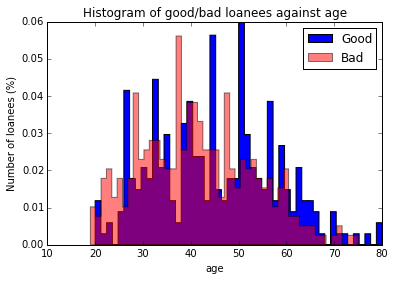 Histogram of good/bad loanees against age
Good
Bad
Number of loanees (%)
0.06
0.05
0.04
0.03
0.02
0.01
0.00
10 20 30 40 50 60 70 80
age